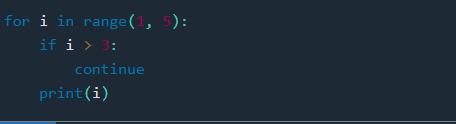 for i in range(1, 5):
    if i > 3:
        continue
    print(i)